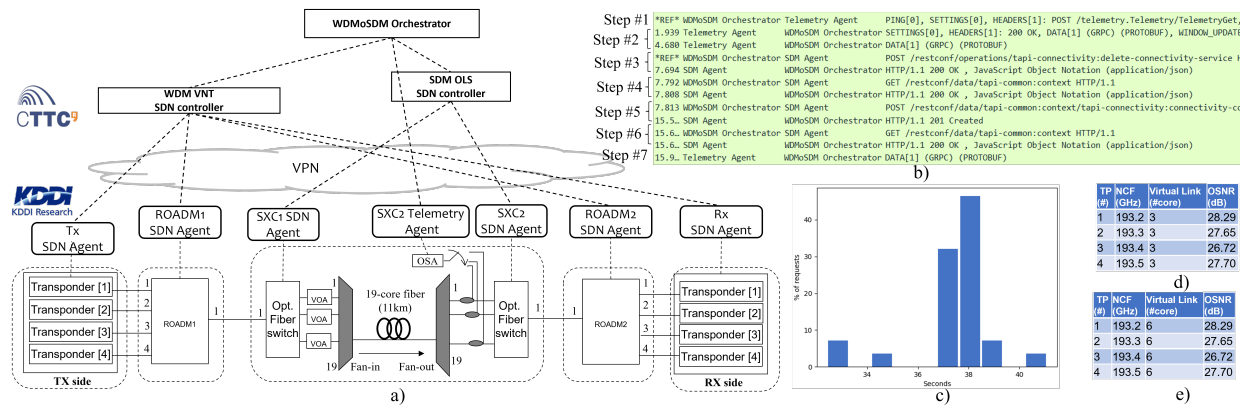 WDMoSDM Orchestrator
SDM OLS
SDN controller
WDM VNT
SDN controller
CTTC
VPN
KDDI
KDDI Research
Tx
SDN Agent
ROADM1
SDN Agent
SXC1 SDN
Agent
SXC2 Telemetry
Agent
SXC2
SDN Agent
ROADM2
SDN Agent
Rx
SDN Agent
Transponder [1]
Transponder [2]
Transponder [3]
Transponder [4]
TX side
1
2
3
4
ROADM1
1
Opt.
Fiber
switch
VOA
VOA
VOA
1
19
Fan-in
19-core fiber
(11km)
Fan-out
OSA
1
19
Opt.
Fiber
switch
1
ROADM2
1
2
3
4
Transponder [1]
Transponder [2]
Transponder [3]
Transponder [4]
RX side
a)
Step #1
Step #2
Step #3
Step #4
Step #5
Step #6
Step #7
*REF* WDMoSDM Orchestrator Telemetry Agent PING[0], SETTINGS[0], HEADERS[1]: POST /telemetry.Telemetry/TelemetryGet,
1.939 Telemetry Agent WDMoSDM Orchestrator SETTINGS[0], HEADERS[1]: 200 OK, DATA[1] (GRPC) (PROTOBUF), WINDOW_UPDATE
4.680 Telemetry Agent WDMoSDM Orchestrator DATA[1] (GRPC) (PROTOBUF)
*REF* WDMoSDM Orchestrator SDM Agent POST /restconf/operations/tapi-connectivity:delete-connectivity-service H
7.694 SDM Agent WDMoSDM Orchestrator HTTP/1.1 200 OK , JavaScript Object Notation (application/json)
7.792 WDMoSDM Orchestrator SDM Agent GET /restconf/data/tapi-common:context HTTP/1.1
7.808 SDM Agent WDMoSDM Orchestrator HTTP/1.1 200 OK , JavaScript Object Notation (application/json)
7.813 WDMoSDM Orchestrator SDM Agent POST /restconf/data/tapi-common:context/tapi-connectivity:connectivity-co
15.5… SDM Agent WDMoSDM Orchestrator HTTP/1.1 201 Created
15.6… WDMoSDM Orchestrator SDM Agent GET /restconf/data/tapi-common:context HTTP/1.1
15.6… SDM Agent WDMoSDM Orchestrator HTTP/1.1 200 OK , JavaScript Object Notation (application/json)
15.9… Telemetry Agent WDMoSDM Orchestrator DATA[1] (GRPC) (PROTOBUF)
b)
% of requests
40
30
20
10
0
32 34 36 38 40
Seconds
c)
TP NCF Virtual Link OSNR
(#) (GHz) (#core) (dB)
1 193.2 3 28.29
2 193.3 3 27.65
3 193.4 3 26.72
4 193.5 3 27.70
d)
TP NCF Virtual Link OSNR
(#) (GHz) (#core) (dB)
1 193.2 6 28.29
2 193.3 6 27.65
3 193.4 6 26.72
4 193.5 6 27.70
e)